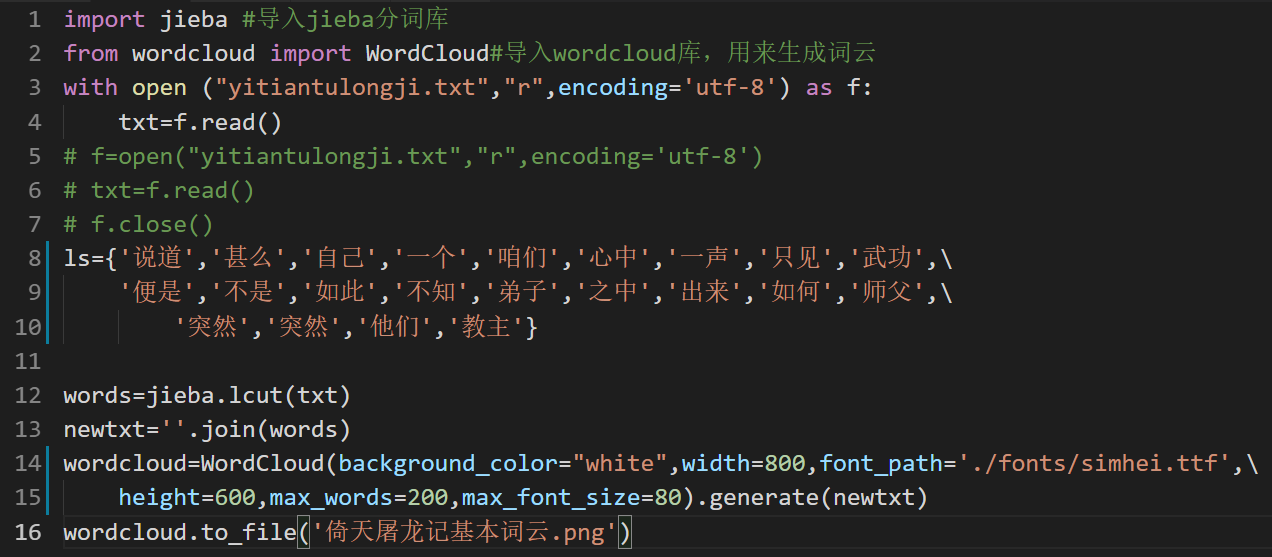 1 import jieba #导入jieba分词库
2 from wordcloud import WordCloud#导入wordcloud库，用来生成词云
3 with open ("yitiantulongji.txt","r",encoding='utf-8') as f:
4     txt=f.read()
5 # f=open("yitiantulongji.txt","r",encoding='utf-8')
6 # txt=f.read()
7 # f.close()
8 ls={'说道','甚么','自己','一个','咱们','心中','一声','只见','武功',\
9     '便是','不是','如此','不知','弟子','之中','出来','如何','师父',\
10         '突然','突然','他们','教主'}
11
12 words=jieba.lcut(txt)
13 newtxt=''.join(words)
14 wordcloud=WordCloud(background_color="white",width=800,font_path='./fonts/simhei.ttf',\
15     height=600,max_words=200,max_font_size=80).generate(newtxt)
16 wordcloud.to_file('倚天屠龙记基本词云.png')